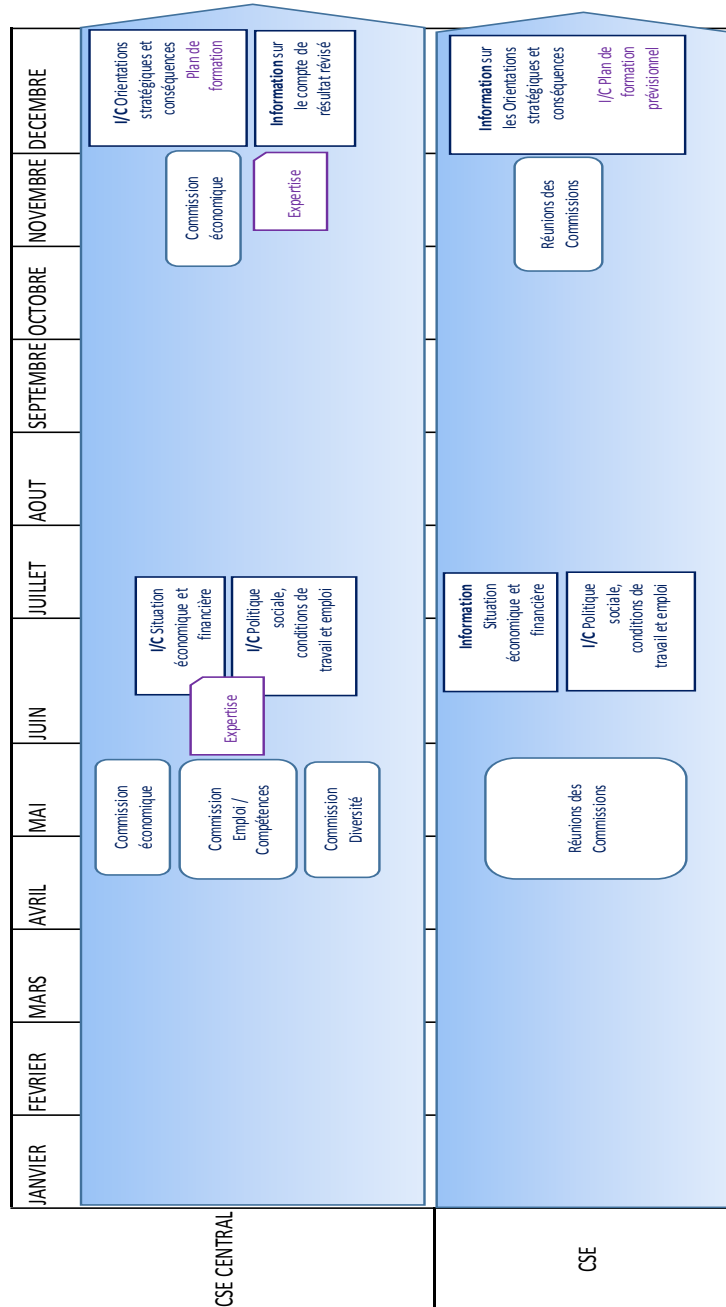 JANVIER
FEVRIER
MARS
AVRIL
MAI
JUIN
JUILLET
AOUT
SEPTEMBRE
OCTOBRE
NOVEMBRE
DECEMBRE
CSE CENTRAL
Commission
économique
Commission
Emploi /
Compétences
Commission
Diversité
Expertise
I/C Situation
économique et
financière
I/C Politique
sociale,
conditions de
travail et emploi
Commission
économique
Expertise
I/C Orientations
stratégiques et
conséquences
Plan de
formation
Information sur
le compte de
résultat révisé
CSE
Réunions des
Commissions
Information
Situation
économique et
financière
I/C Politique
sociale,
conditions de
travail et emploi
Réunions des
Commissions
Information sur
les Orientations
stratégiques et
conséquences
I/C Plan de
formation
prévisionnel